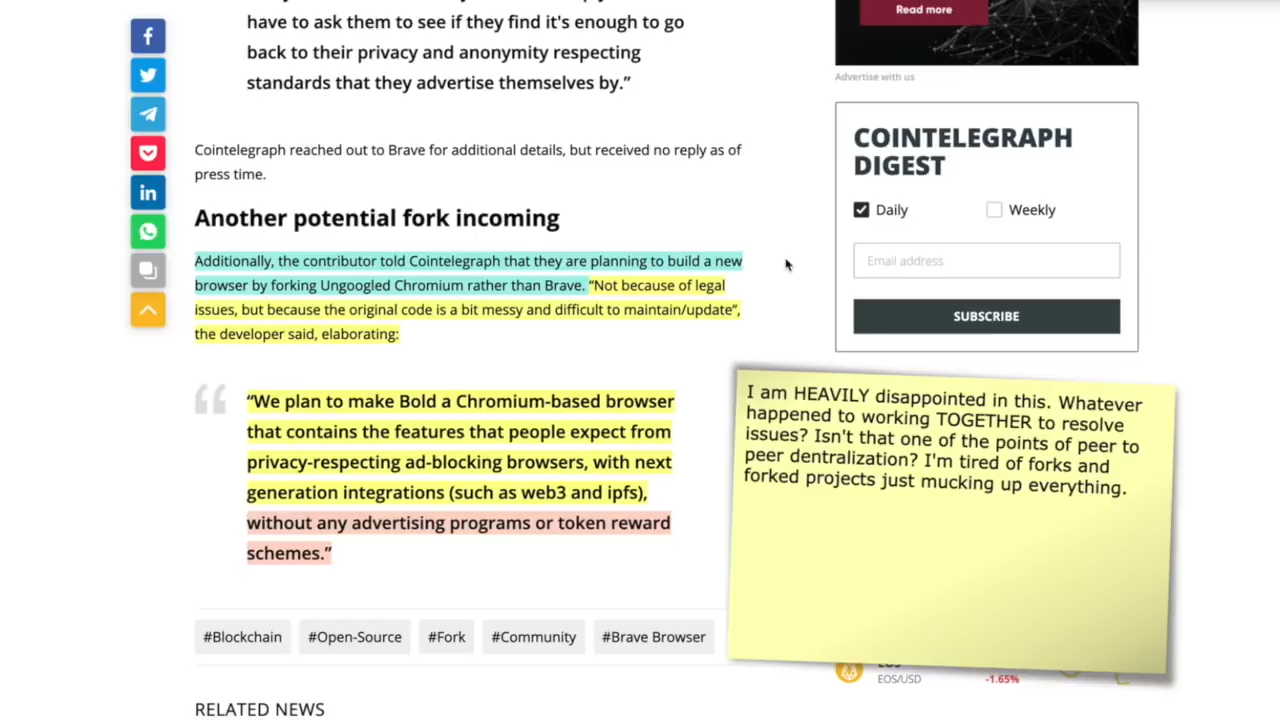 have to ask them to see if they find it's enough to go
back to their privacy and anonymity respecting
standards that they advertise themselves by.”
Cointelegraph reached out to Brave for additional details, but received no reply as of
press time.
Another potential fork incoming
Additionally, the contributor told Cointelegraph that they are planning to build a new
browser by forking Ungoogled Chromium rather than Brave. “Not because of legal
issues, but because the original code is a bit messy and difficult to maintain/update”,
the developer said, elaborating:
“We plan to make Bold a Chromium-based browser
that contains the features that people expect from
privacy-respecting ad-blocking browsers, with next
generation integrations (such as web3 and ipfs),
without any advertising programs or token reward
schemes.”
#Blockchain
#Open-Source
#Fork
#Community
#Brave Browser
RELATED NEWS
Read more
Advertise with us
COINTELEGRAPH
DIGEST
Daily
Weekly
Email address
SUBSCRIBE
I am HEAVILY disappointed in this. Whatever
happened to working TOGETHER to resolve
issues? Isn't that one of the points of peer to
peer dentralization? I'm tired of forks and
forked projects just mucking up everything.
EOS
EOS/USD
-1.65%